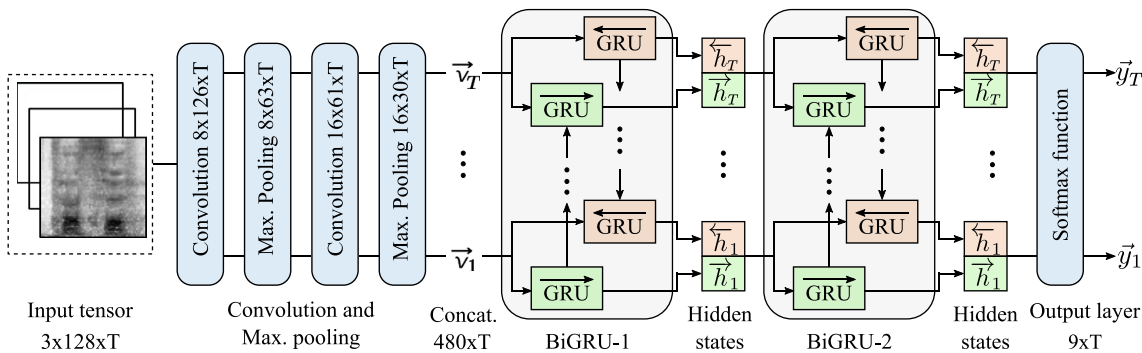 Convolution 8x126xT
Max. Pooling 8x63xT
Convolution 16x61xT
Max. Pooling 16x30xT
v⃗T
v⃗1
GRU
GRU
GRU
GRU
h⃖T
h⃗T
h⃖1
h⃗1
GRU
GRU
GRU
GRU
h⃖T
h⃗T
h⃖1
h⃗1
Softmax function
y⃗T
y⃗1
Input tensor
3x128xT
Convolution and
Max. pooling
Concat.
480xT
BiGRU-1
Hidden
states
BiGRU-2
Hidden
states
Output layer
9xT